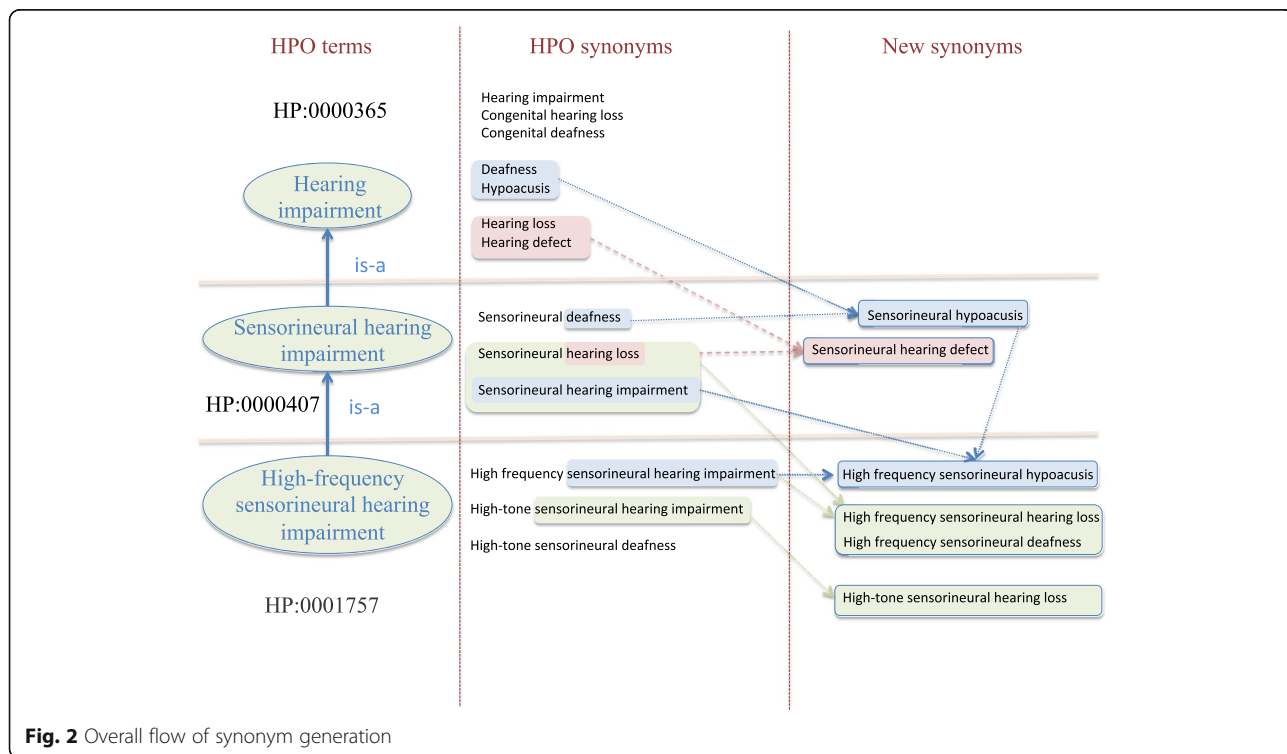 HPO terms
HPO synonyms
New synonyms
HP:0000365
Hearing impairment
Congenital hearing loss
Congenital deafness
Hearing
impairment
Deafness
Hypoacusis
Hearing loss
Hearing defect
is-a
Sensorineural hearing
impairment
Sensorineural deafness
Sensorineural hypoacusis
Sensorineural hearing loss
Sensorineural hearing defect
Sensorineural hearing impairment
HP:0000407
is-a
High-frequency
sensorineural hearing
impairment
High frequency sensorineural hearing impairment
High frequency sensorineural hypoacusis
High-tone sensorineural hearing impairment
High frequency sensorineural hearing loss
High-tone sensorineural deafness
High frequency sensorineural deafness
HP:0001757
High-tone sensorineural hearing loss
Fig. 2 Overall flow of synonym generation